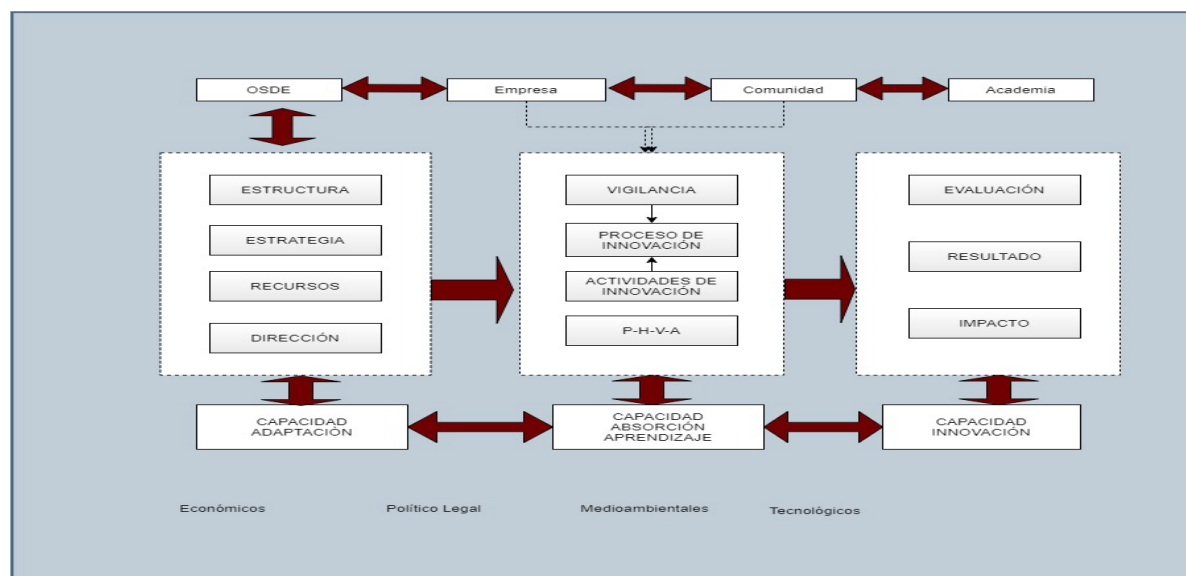 OSDE
Empresa
Comunidad
Academia
ESTRUCTURA
ESTRATEGIA
RECURSOS
DIRECCIÓN
VIGILANCIA
PROCESO DE
INNOVACIÓN
ACTIVIDADES DE
INNOVACIÓN
P-H-V-A
EVALUACIÓN
RESULTADO
IMPACTO
CAPACIDAD
ADAPTACIÓN
CAPACIDAD
ABSORCIÓN
APRENDIZAJE
CAPACIDAD
INNOVACIÓN
Económicos
Político Legal
Medioambientales
Tecnológicos